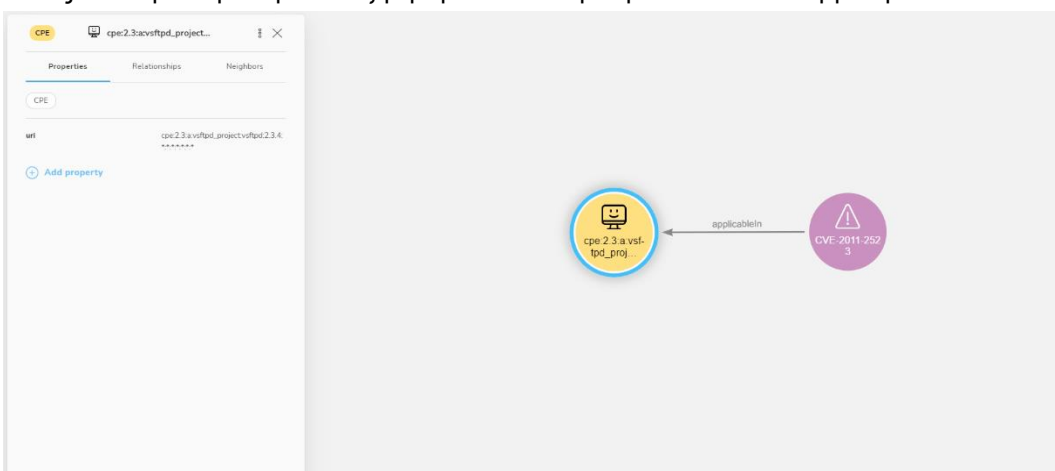 CPE cpe:2.3:a:vsftpd_project...
Properties Relationships Neighbors
CPE
uri cpe:2.3:a:vsftpd_project:vsftpd:2.3.4:
*:*:*:*:*:*:*
Add property
cpe:2.3:a:vsf-
tpd_proj...
applicableIn
CVE-2011-252
3